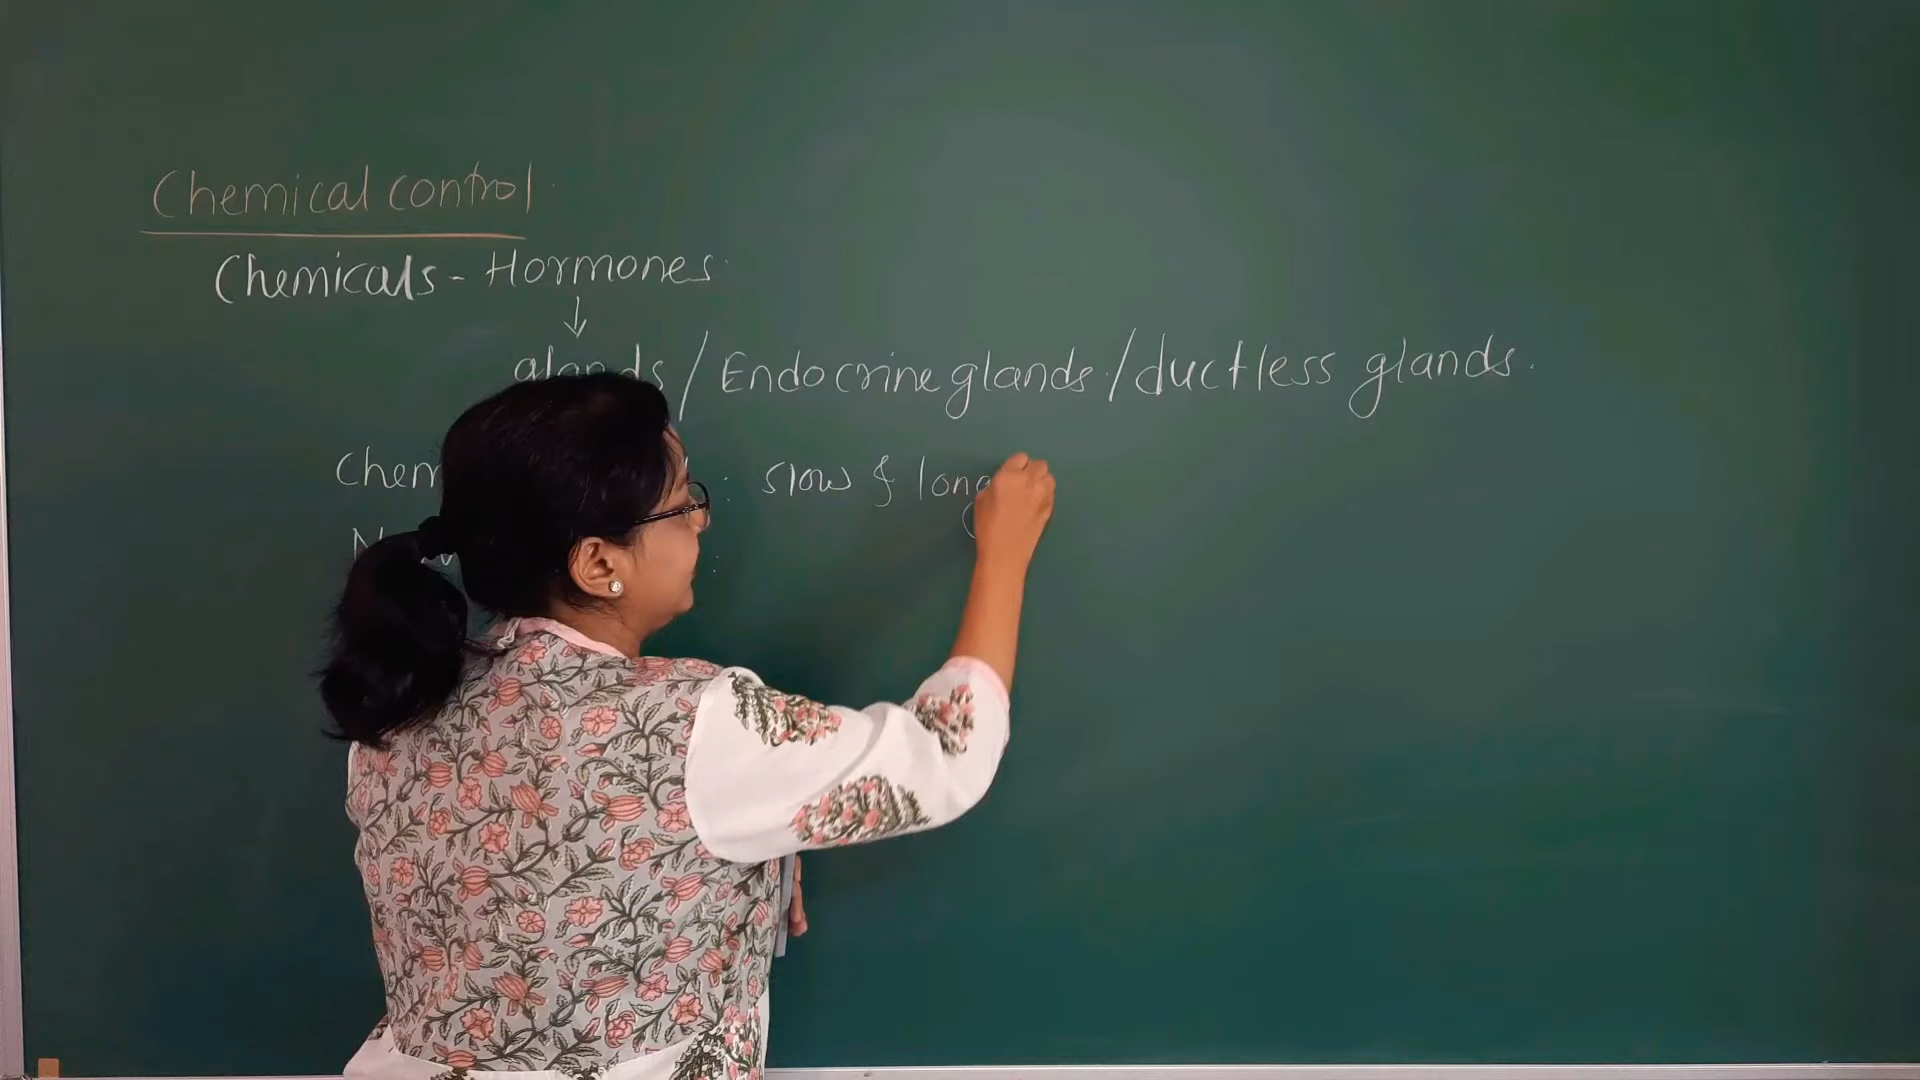 Chemical control.
Chemicals - Hormones.
↓
glands / Endocrine glands / ductless glands.
: slow & long
: